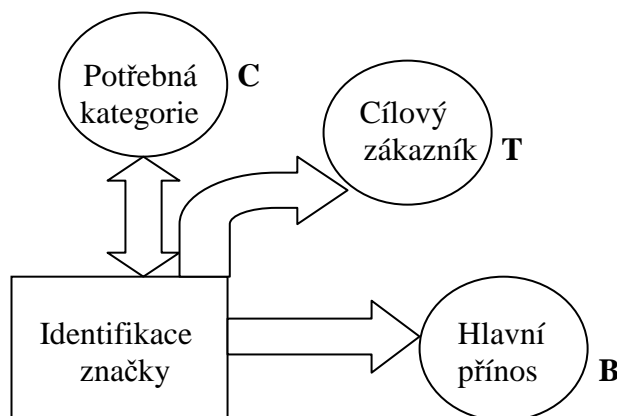 Potřebná
kategorie
C
Cílový
zákazník
T
Identifikace
značky
Hlavní
přínos
B